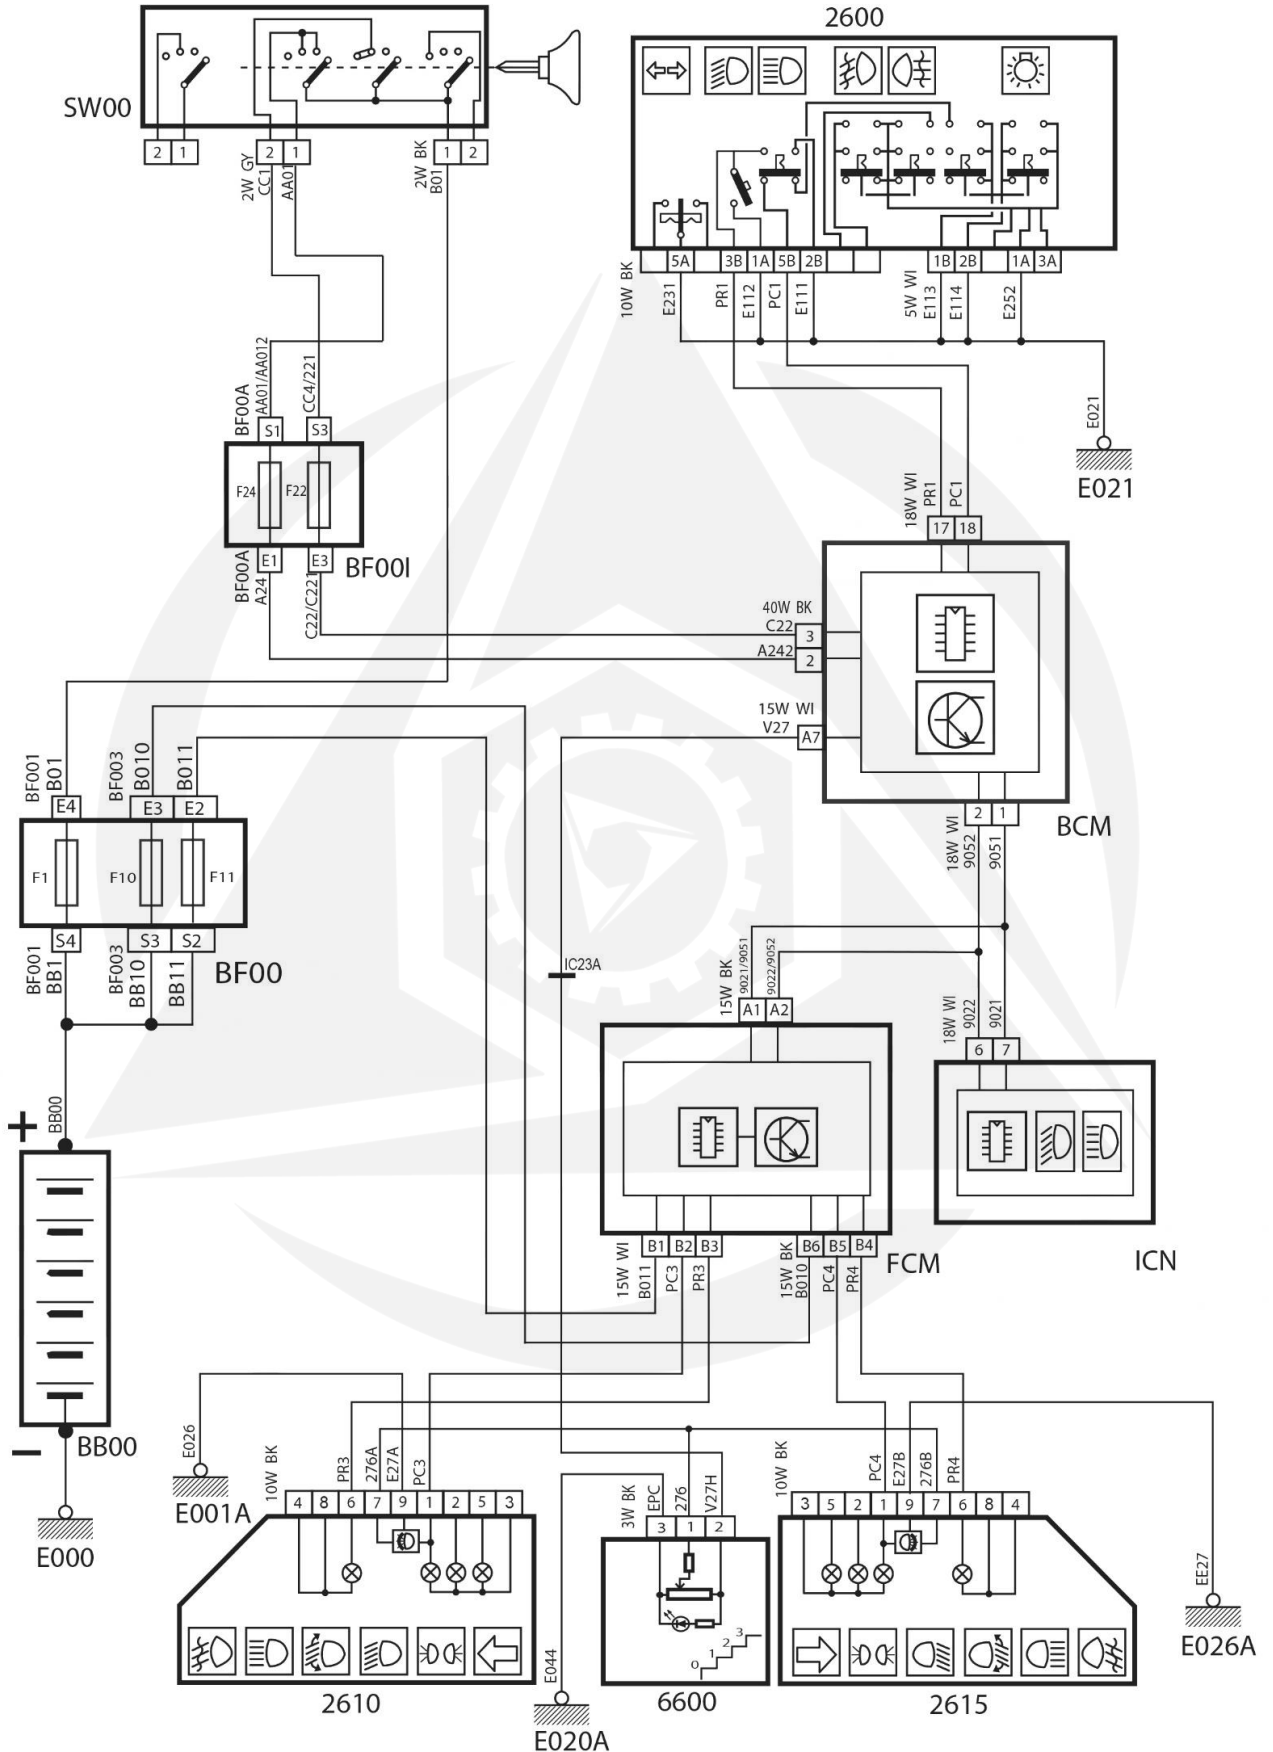 SW00
2 1
2 1
1 2
2W GY
CC1
AA01
2W BK
B01
2600
5A 3B 1A 5B 2B
1B 2B 1A 3A
10W BK
E231
PR1
E112
PC1
E111
5W WI
E113
E114
E252
E021
E021
BF00A
AA01/AA012
CC4/221
S1 S3
F24 F22
E1 E3
BF00A
A24
C22/C221
BF00I
18W WI
PR1
PC1
17 18
40W BK
C22
3
A242
2
15W WI
V27
A7
2 1
BCM
18W WI
9052
9051
BF001
B01
BF003
B010
B011
E4 E3 E2
F1 F10 F11
S4 S3 S2
BF001
BB1
BF003
BB10
BB11
BF00
IC23A
15W BK
9021/9051
9022/9052
A1 A2
18W WI
9022
9021
6 7
ICN
B1 B2 B3 B6 B5 B4
FCM
15W WI
B011
PC3
PR3
15W BK
B010
PC4
PR4
+
BB00
−
BB00
E000
E026
E001A
10W BK
PR3
276A
E27A
PC3
4 8 6 7 9 1 2 5 3
2610
3W BK
EPC
276
V27H
3 1 2
0 1 2 3
6600
E044
E020A
10W BK
PC4
E27B
276B
PR4
3 5 2 1 9 7 6 8 4
2615
EE27
E026A